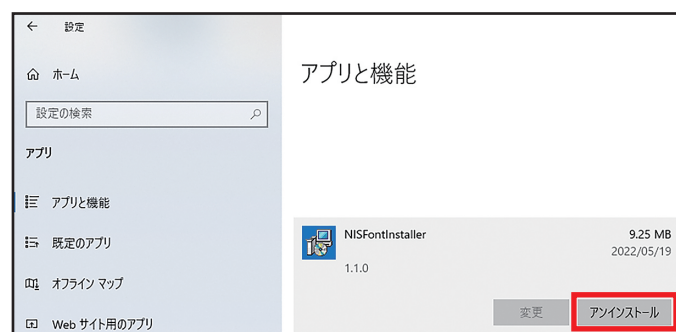 設定
ホーム
設定の検索
アプリ
アプリと機能
既定のアプリ
オフライン マップ
Web サイト用のアプリ
アプリと機能
NISFontInstaller
9.25 MB
2022/05/19
1.1.0
変更
アンインストール